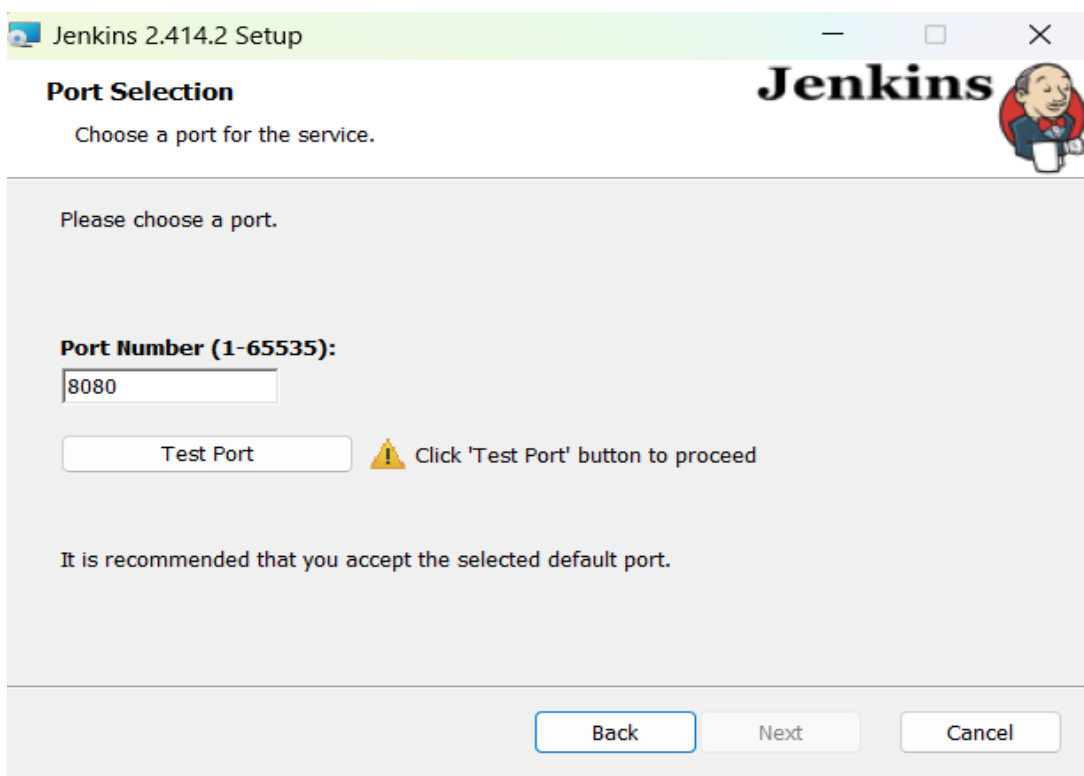 Jenkins 2.414.2 Setup
Port Selection
Jenkins
Choose a port for the service.
Please choose a port.
Port Number (1-65535):
8080
Test Port
Click 'Test Port' button to proceed
It is recommended that you accept the selected default port.
Back
Next
Cancel